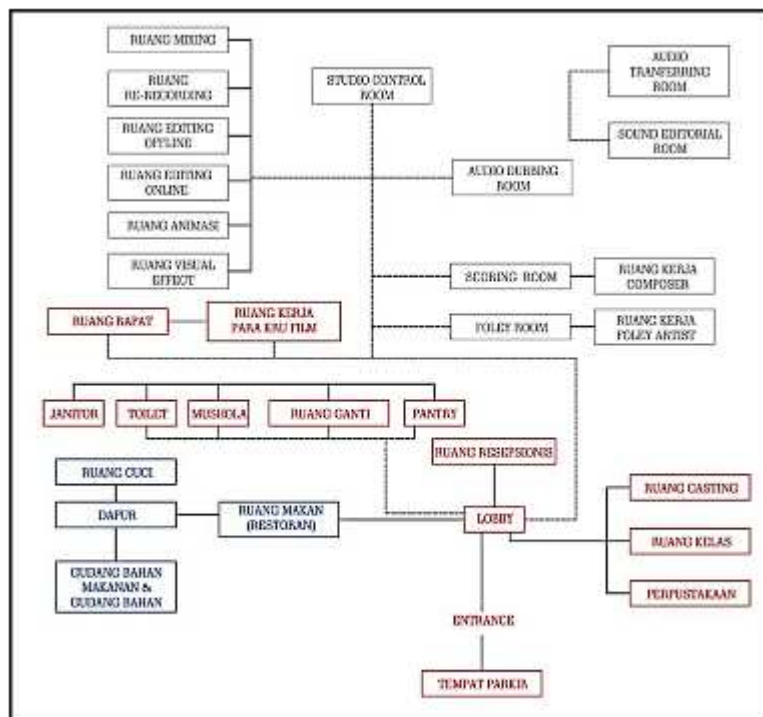 RUANG MIXING
RUANG
RE-RECORDING
RUANG EDITING
OFFLINE
RUANG EDITING
ONLINE
RUANG ANIMASI
RUANG VISUAL
EFFECT
STUDIO CONTROL
ROOM
AUDIO
TRANFERRING
ROOM
SOUND EDITORIAL
ROOM
AUDIO DUBBING
ROOM
SCORING ROOM
RUANG KERJA
COMPOSER
FOLEY ROOM
RUANG KERJA
FOLEY ARTIST
RUANG RAPAT
RUANG KERJA
PARA KRU FILM
JANITOR
TOILET
MUSHOLA
RUANG GANTI
PANTRY
RUANG RESEPSIONIS
RUANG CUCI
DAPUR
RUANG MAKAN
(RESTORAN)
LOBBY
GUDANG BAHAN
MAKANAN &
GUDANG BAHAN
RUANG CASTING
RUANG KELAS
PERPUSTAKAAN
ENTRANCE
TEMPAT PARKIR